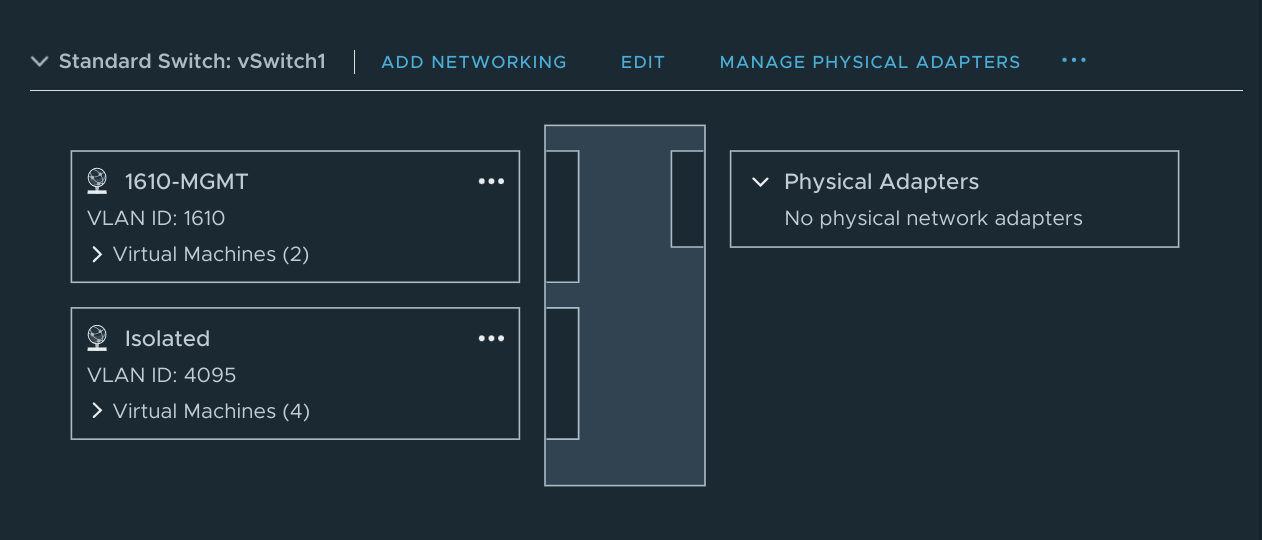 Standard Switch: vSwitch1 ADD NETWORKING EDIT MANAGE PHYSICAL ADAPTERS ...
1610-MGMT ...
VLAN ID: 1610
Virtual Machines (2)
Isolated ...
VLAN ID: 4095
Virtual Machines (4)
Physical Adapters
No physical network adapters